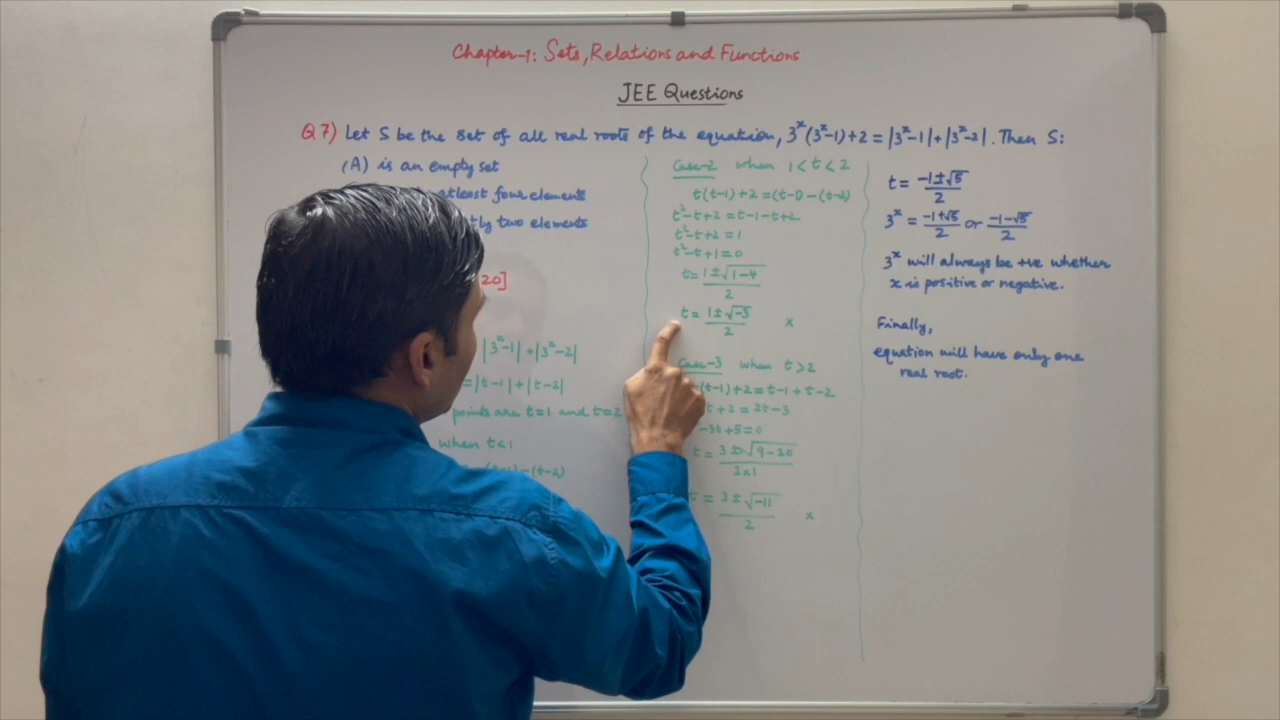 Chapter-1: Sets, Relations and Functions
JEE Questions
Q7) Let S be the set of all real roots of the equation, 3^x(3^x-1)+2 = |3^x-1|+|3^x-2|. Then S:
(A) is an empty set
atleast four elements
two elements
20]
|3^x-1|+|3^x-2|
=|t-1|+|t-2|
points are t=1 and t=2
when t<1
-(t-2)
Case-2 when 1<t<2
t(t-1)+2=(t-1)-(t-2)
t²-t+2=t-1-t+2
t²-t+2=1
t²-t+1=0
t=1±√1-4/2
t=1±√-3/2 x
Case-3 when t>2
(t-1)+2=t-1+t-2
t+2=2t-3
-3t+5=0
t=3±√9-20/2x1
t=3±√-11/2 x
t=-1±√5/2
3^x=-1+√5/2 or -1-√5/2
3^x will always be +ve whether
x is positive or negative.
Finally,
equation will have only one
real root.